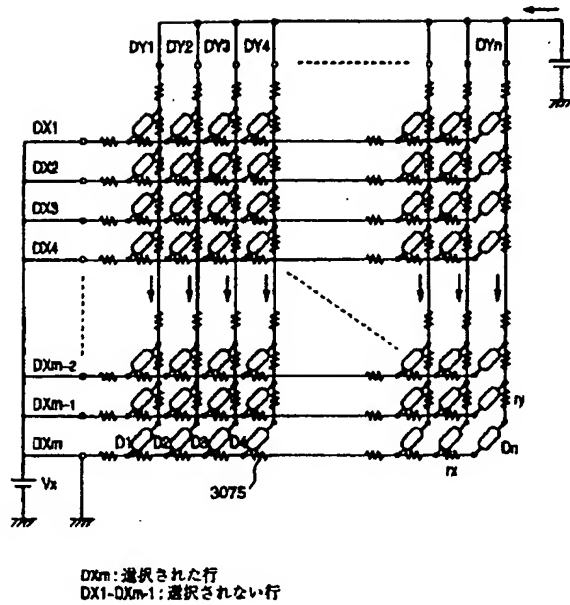 DY1 DY2 DY3 DY4 DYn
DX1
DX2
DX3
DX4
DXm-2
DXm-1
ry
DXm D1 D2 D3 D4 Dn
rx
3075
Vx
DXm:選択された行
DX1-DXm-1:選択されない行